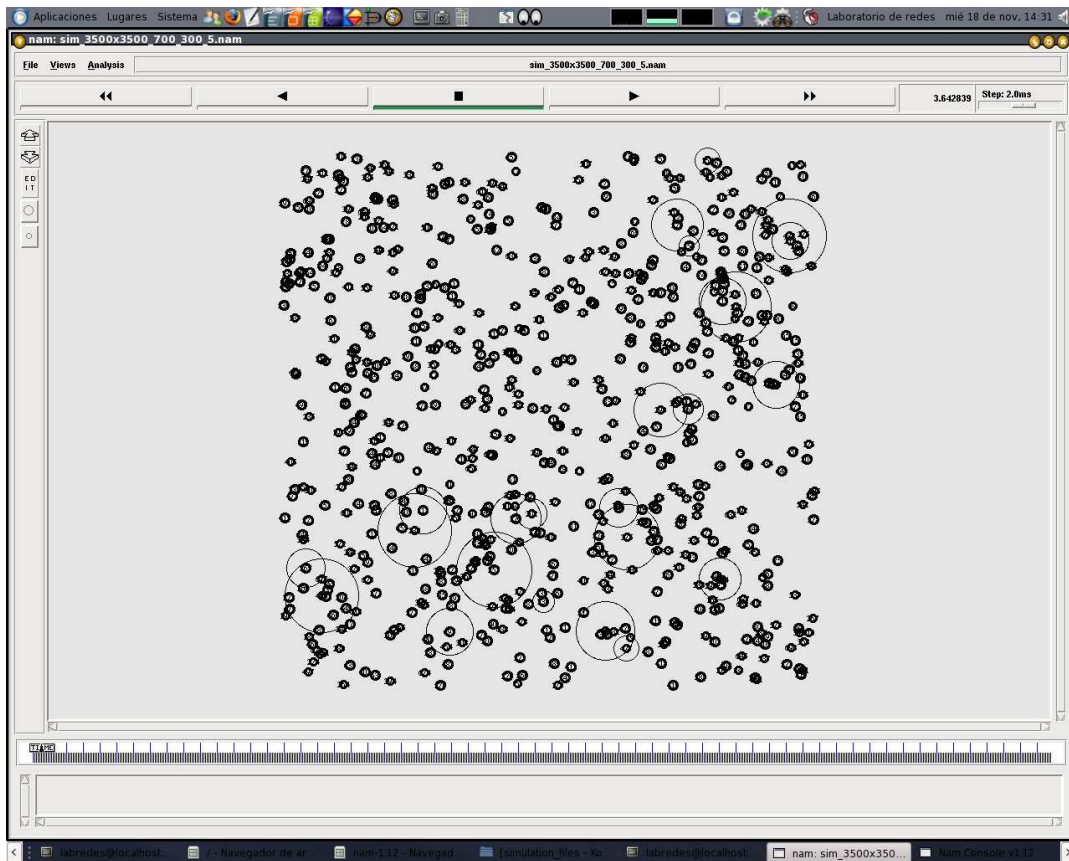 Aplicaciones Lugares Sistema
Laboratorio de redes mié 18 de nov, 14:31
nam: sim_3500x3500_700_300_5.nam
File Views Analysis
sim_3500x3500_700_300_5.nam
3.642839
Step: 2.0ms
ED
IT
TIME
labredes@localhost...
/ - Navegador de ar...
nam-1.12 - Navegad...
[simulation_files - Ko...
labredes@localhost...
nam: sim_3500x350...
Nam Console v1.12